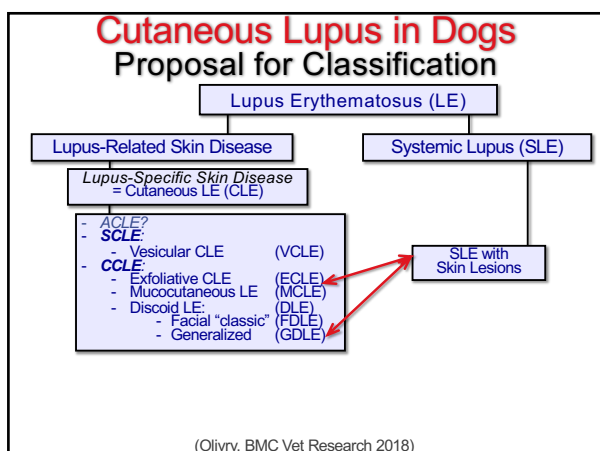 Cutaneous Lupus in Dogs
Proposal for Classification
Lupus Erythematosus (LE)
Lupus-Related Skin Disease
Systemic Lupus (SLE)
Lupus-Specific Skin Disease
= Cutaneous LE (CLE)
- ACLE?
- SCLE:
- Vesicular CLE (VCLE)
- CCLE:
- Exfoliative CLE (ECLE)
- Mucocutaneous LE (MCLE)
- Discoid LE: (DLE)
- Facial “classic” (FDLE)
- Generalized (GDLE)
SLE with
Skin Lesions
(Olivry, BMC Vet Research 2018)